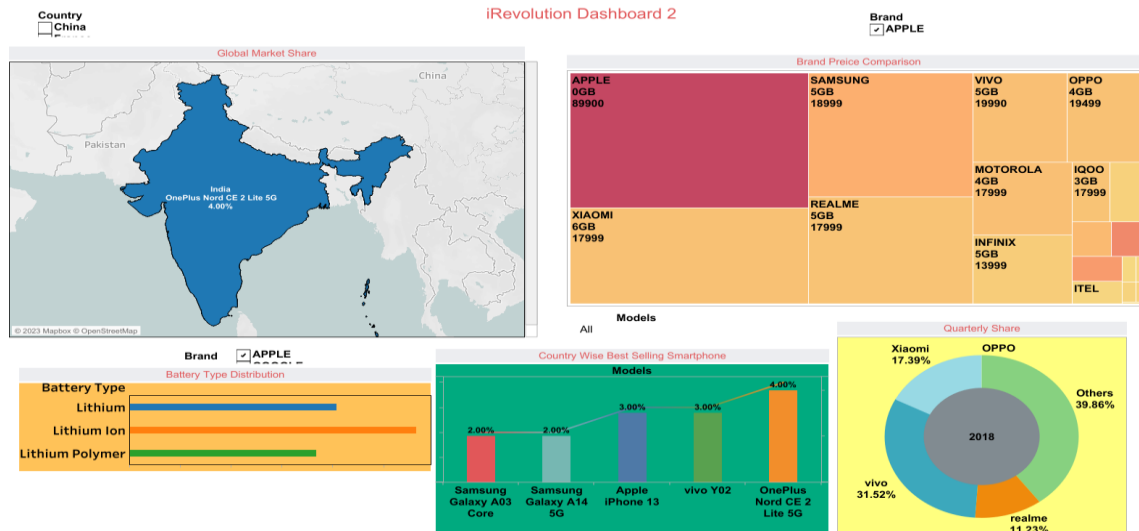 iRevolution Dashboard 2
Country
China
Brand
APPLE
Global Market Share
China
Pakistan
India
OnePlus Nord CE 2 Lite 5G
4.00%
© 2023 Mapbox © OpenStreetMap
Brand Preice Comparison
APPLE
0GB
89900
SAMSUNG
5GB
18999
VIVO
5GB
19990
OPPO
4GB
19499
MOTOROLA
4GB
17999
IQOO
3GB
17999
XIAOMI
6GB
17999
REALME
5GB
17999
INFINIX
5GB
13999
ITEL
Models
All
Brand
APPLE
Battery Type Distribution
Battery Type
Lithium
Lithium Ion
Lithium Polymer
Country Wise Best Selling Smartphone
Models
2.00%
2.00%
3.00%
3.00%
4.00%
Samsung
Galaxy A03
Core
Samsung
Galaxy A14
5G
Apple
iPhone 13
vivo Y02
OnePlus
Nord CE 2
Lite 5G
Quarterly Share
Xiaomi
17.39%
OPPO
Others
39.86%
2018
vivo
31.52%
realme
11.23%